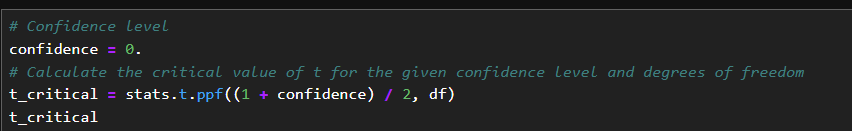 # Confidence level
confidence = 0.
# Calculate the critical value of t for the given confidence level and degrees of freedom
t_critical = stats.t.ppf((1 + confidence) / 2, df)
t_critical